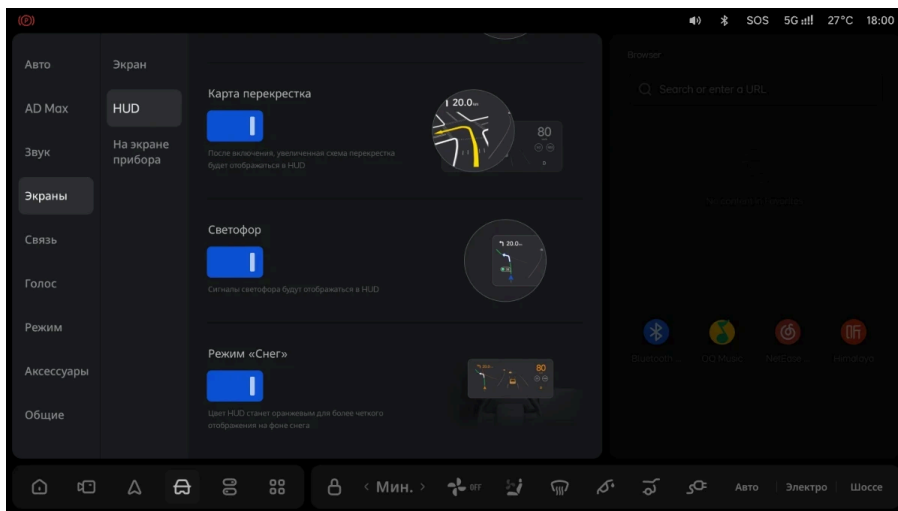 (P)
SOS 5G 27°C 18:00
Авто
AD Max
Звук
Экраны
Связь
Голос
Режим
Аксессуары
Общие
Экран
HUD
На экране
прибора
Карта перекрестка
После включения, увеличенная схема перекрестка
будет отображаться в HUD
20.0
80
Светофор
Сигналы светофора будут отображаться в HUD
20.0
Режим «Снег»
Цвет HUD станет оранжевым для более четкого
отображения на фоне снега
80
Browser
Search or enter a URL
Bluetooth ...
QQ Music
Himalaya
< Мин. >
OFF
Авто
Электро
Шоссе